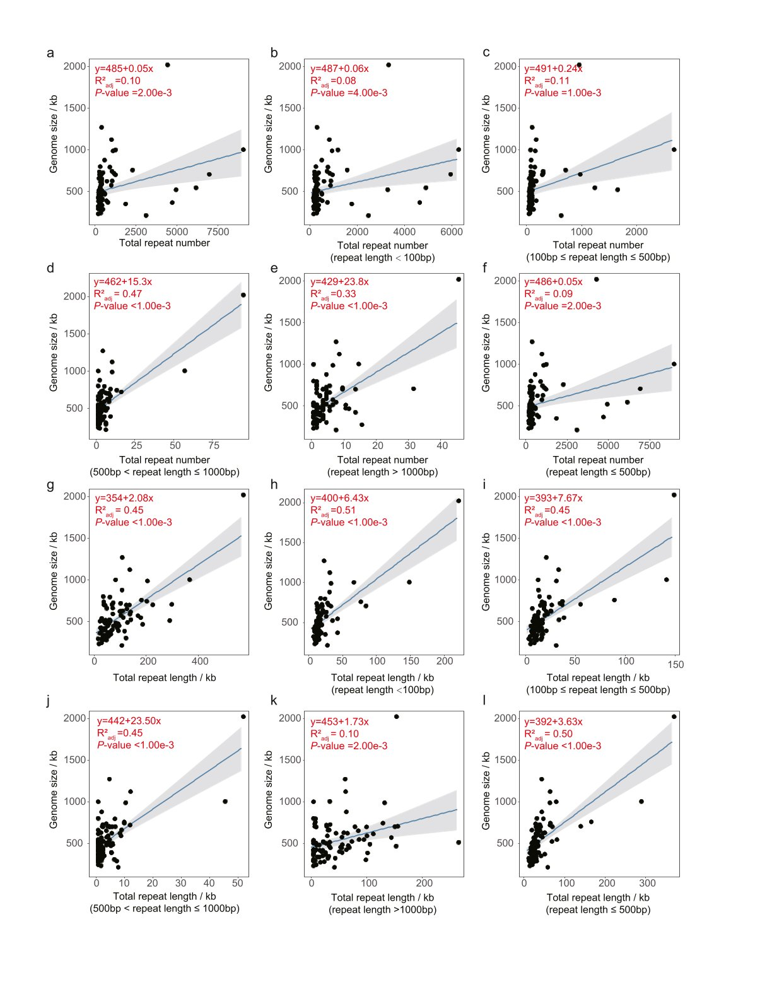 a
y=485+0.05x
R²adj =0.10
P-value =2.00e-3
Genome size / kb
2000
1500
1000
500
0 2500 5000 7500
Total repeat number
b
y=487+0.06x
R²adj =0.08
P-value =4.00e-3
Genome size / kb
2000
1500
1000
500
0 2000 4000 6000
Total repeat number
(repeat length < 100bp)
c
y=491+0.24x
R²adj =0.11
P-value =1.00e-3
Genome size / kb
2000
1500
1000
500
0 1000 2000
Total repeat number
(100bp ≤ repeat length ≤ 500bp)
d
y=462+15.3x
R²adj = 0.47
P-value <1.00e-3
Genome size / kb
2000
1500
1000
500
0 25 50 75
Total repeat number
(500bp < repeat length ≤ 1000bp)
e
y=429+23.8x
R²adj =0.33
P-value <1.00e-3
Genome size / kb
2000
1500
1000
500
0 10 20 30 40
Total repeat number
(repeat length > 1000bp)
f
y=486+0.05x
R²adj = 0.09
P-value =2.00e-3
Genome size / kb
2000
1500
1000
500
0 2500 5000 7500
Total repeat number
(repeat length ≤ 500bp)
g
y=354+2.08x
R²adj = 0.45
P-value <1.00e-3
Genome size / kb
2000
1500
1000
500
0 200 400
Total repeat length / kb
h
y=400+6.43x
R²adj =0.51
P-value <1.00e-3
Genome size / kb
2000
1500
1000
500
0 50 100 150 200
Total repeat length / kb
(repeat length <100bp)
i
y=393+7.67x
R²adj =0.45
P-value <1.00e-3
Genome size / kb
2000
1500
1000
500
0 50 100 150
Total repeat length / kb
(100bp ≤ repeat length ≤ 500bp)
j
y=442+23.50x
R²adj =0.45
P-value <1.00e-3
Genome size / kb
2000
1500
1000
500
0 10 20 30 40 50
Total repeat length / kb
(500bp < repeat length ≤ 1000bp)
k
y=453+1.73x
R²adj = 0.10
P-value =2.00e-3
Genome size / kb
2000
1500
1000
500
0 100 200
Total repeat length / kb
(repeat length >1000bp)
l
y=392+3.63x
R²adj = 0.50
P-value <1.00e-3
Genome size / kb
2000
1500
1000
500
0 100 200 300
Total repeat length / kb
(repeat length ≤ 500bp)